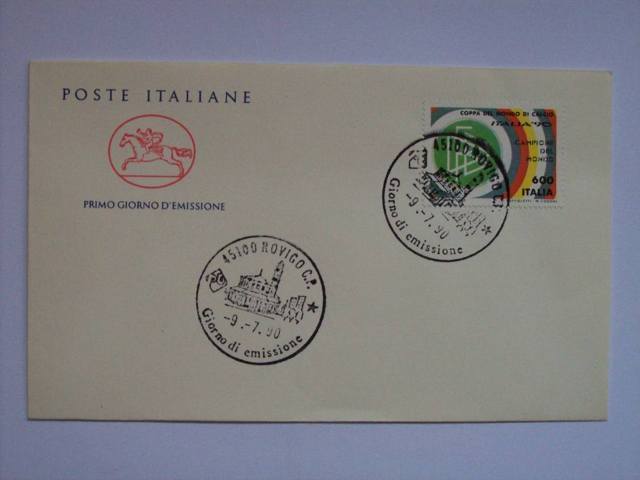 POSTE ITALIANE
PRIMO GIORNO D'EMISSIONE
COPPA DEL MONDO DI CALCIO
ITALIA '90
CAMPIONI
DEL
MONDO
600
ITALIA
45100 ROVIGO C.P.
-9.-7.90
Giorno di emissione
45100 ROVIGO C.P.
-9.-7.90
Giorno di emissione